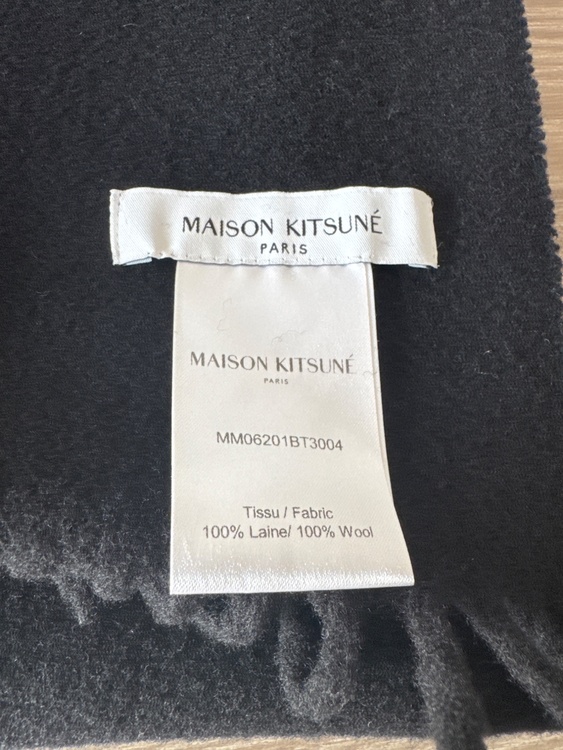 MAISON KITSUNÉ
PARIS
MAISON KITSUNÉ
PARIS
MM06201BT3004
Tissu / Fabric
100% Laine/ 100% Wool